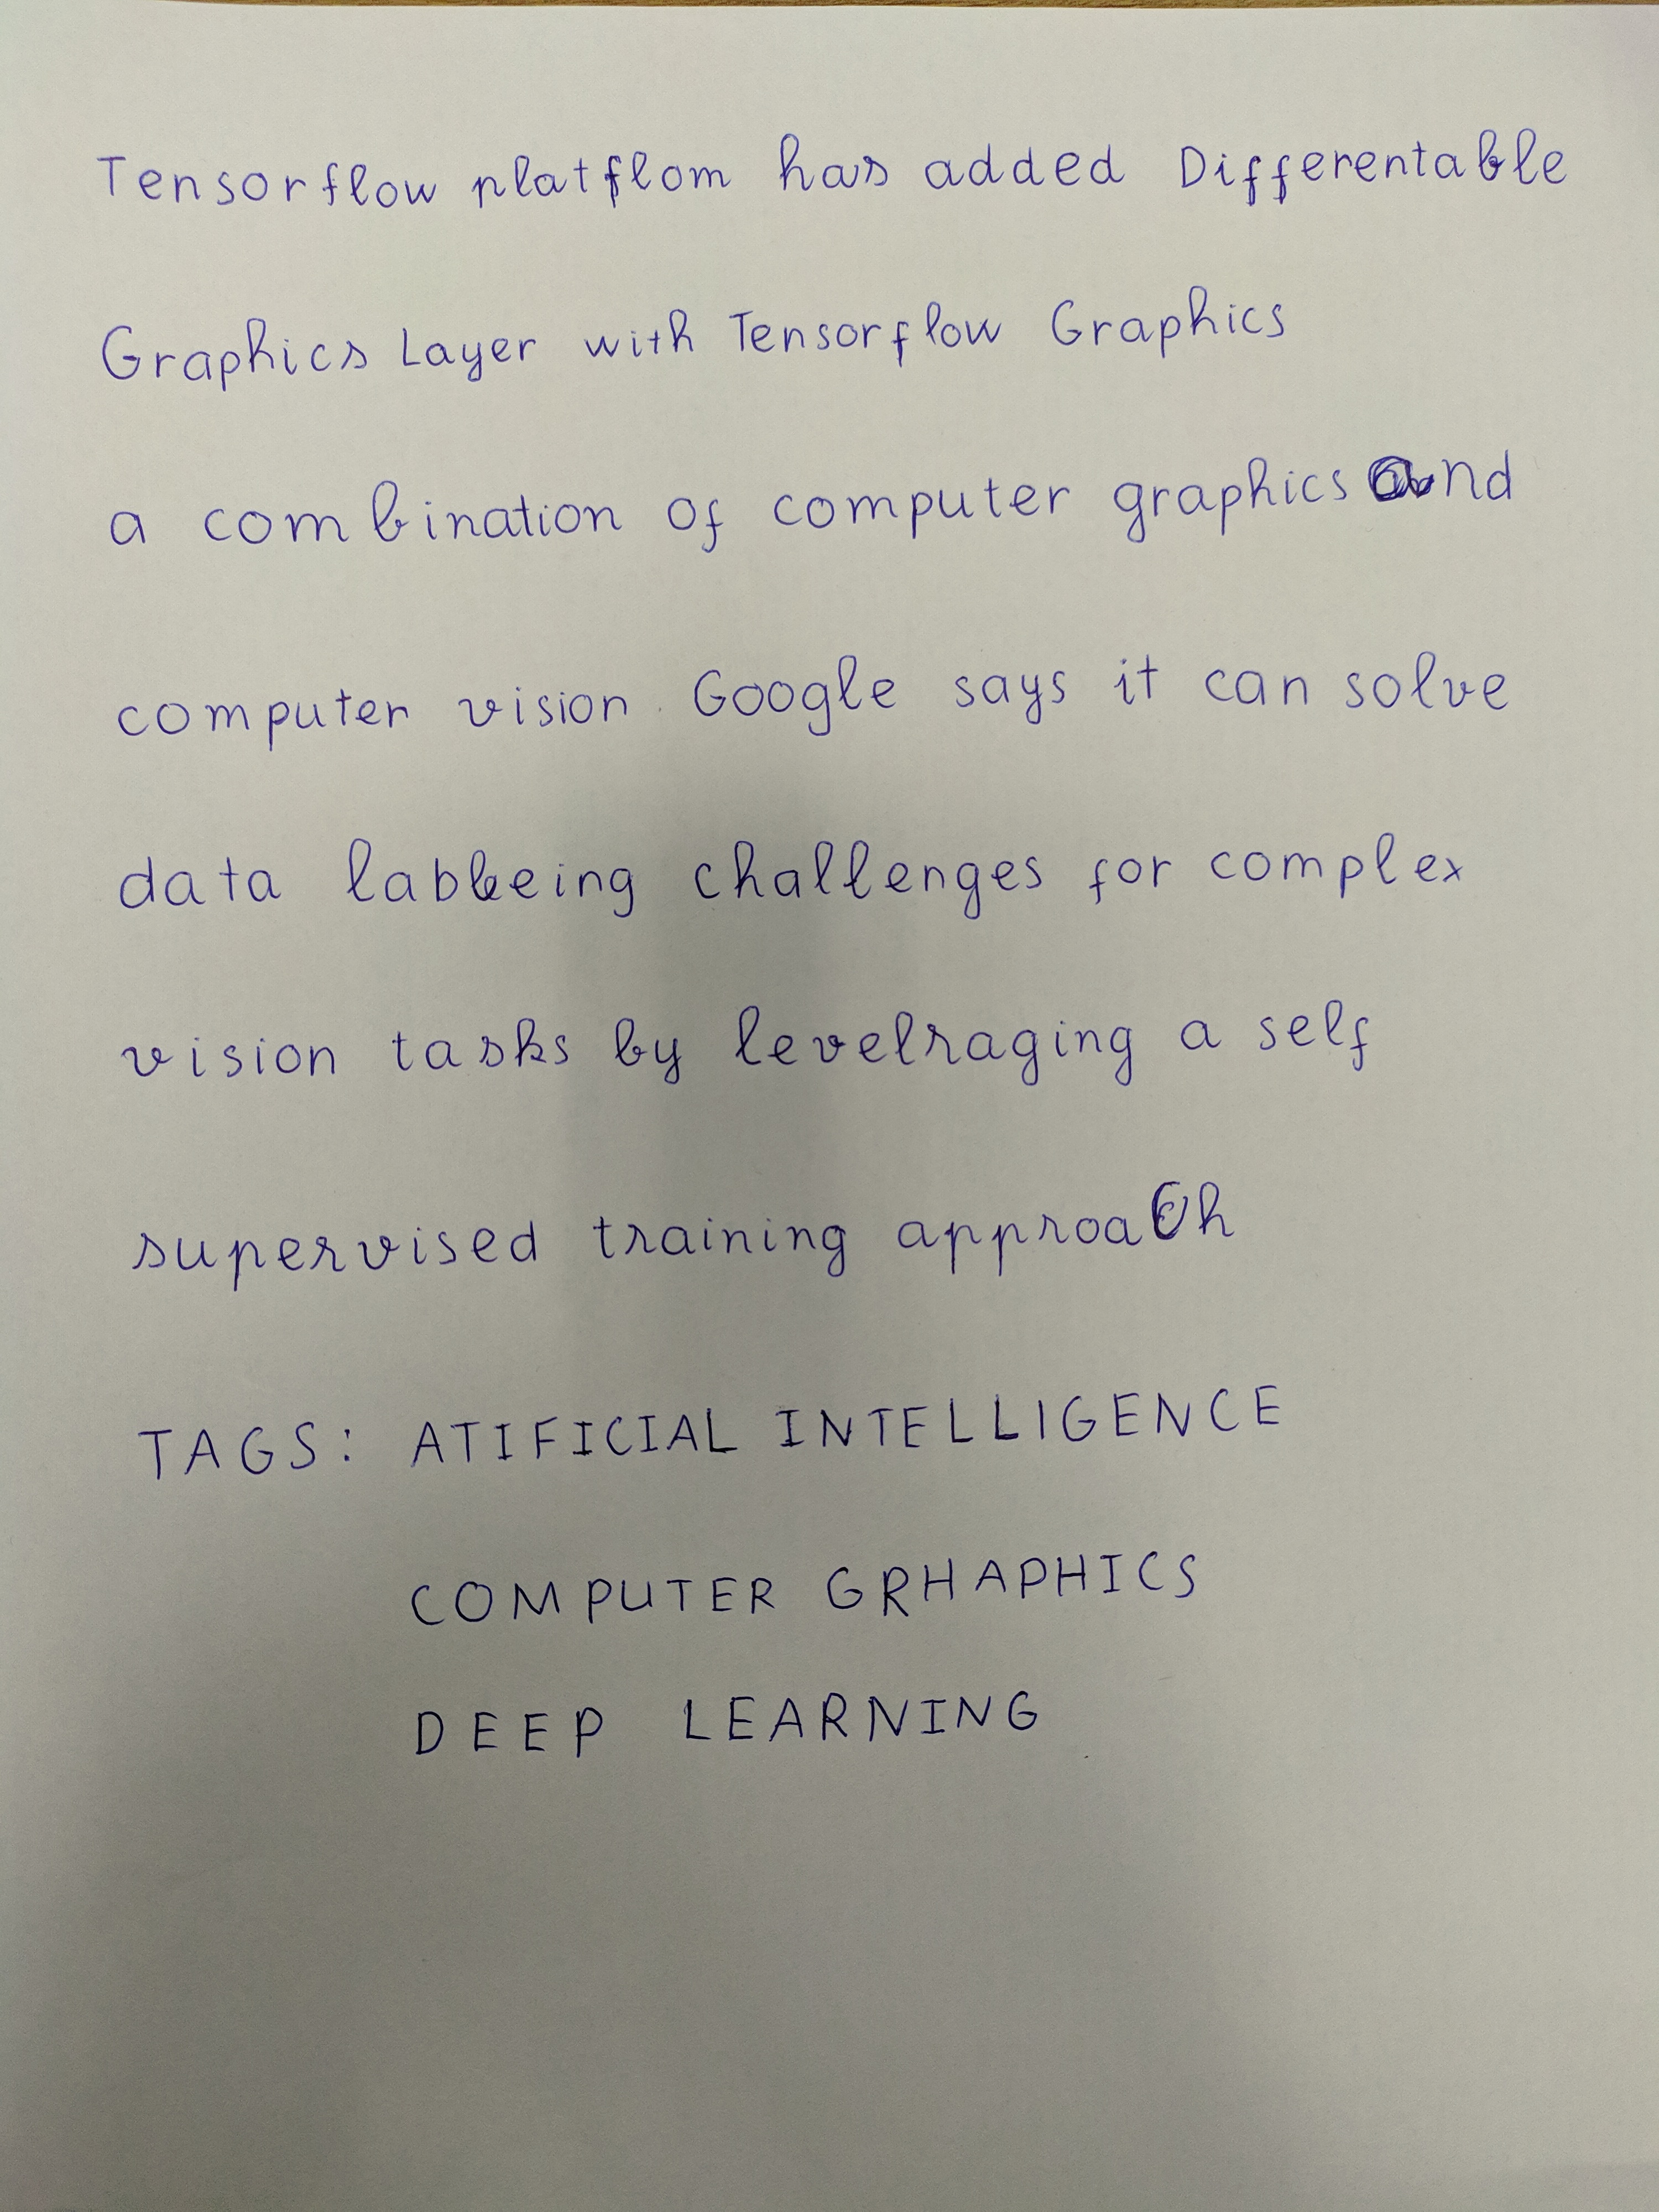 Tensorflow platflom has added Differentable
Graphics Layer with Tensorflow Graphics
a combination of computer graphics and
computer vision. Google says it can solve
data labbeing challenges for complex
vision tasks by levelraging a self
supervised training approach
TAGS: ATIFICIAL INTELLIGENCE
COMPUTER GRHAPHICS
DEEP LEARNING